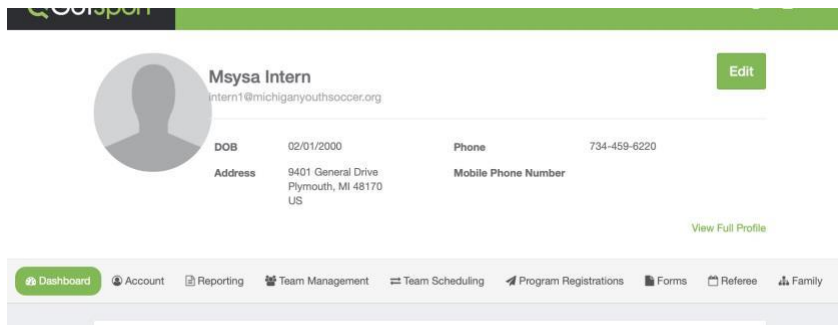 Msysa Intern
intern1@michiganyouthsoccer.org
Edit
DOB 02/01/2000 Phone 734-459-6220
Address 9401 General Drive Mobile Phone Number
Plymouth, MI 48170
US
View Full Profile
Dashboard Account Reporting Team Management Team Scheduling Program Registrations Forms Referee Family